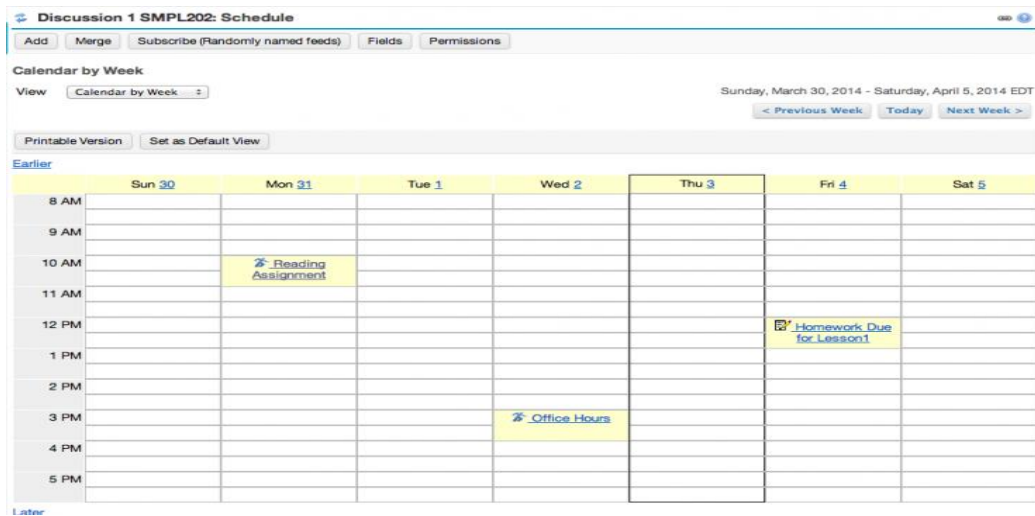 Discussion 1 SMPL202: Schedule
Add Merge Subscribe (Randomly named feeds) Fields Permissions
Calendar by Week
View Calendar by Week Sunday, March 30, 2014 - Saturday, April 5, 2014 EDT
< Previous Week Today Next Week >
Printable Version Set as Default View
Earlier
Sun 30 Mon 31 Tue 1 Wed 2 Thu 3 Fri 4 Sat 5
8 AM
9 AM
10 AM Reading
Assignment
11 AM
12 PM Homework Due
for Lesson1
1 PM
2 PM
3 PM Office Hours
4 PM
5 PM
Later